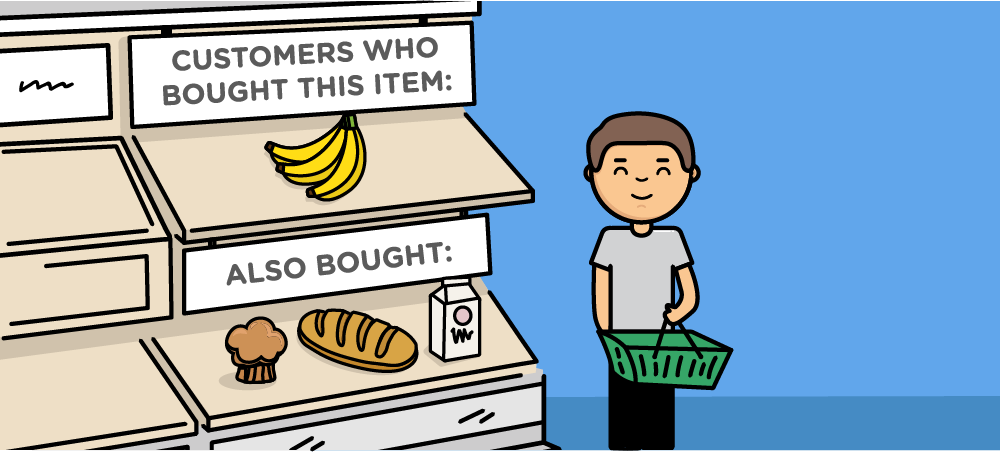 CUSTOMERS WHO
BOUGHT THIS ITEM:
ALSO BOUGHT: